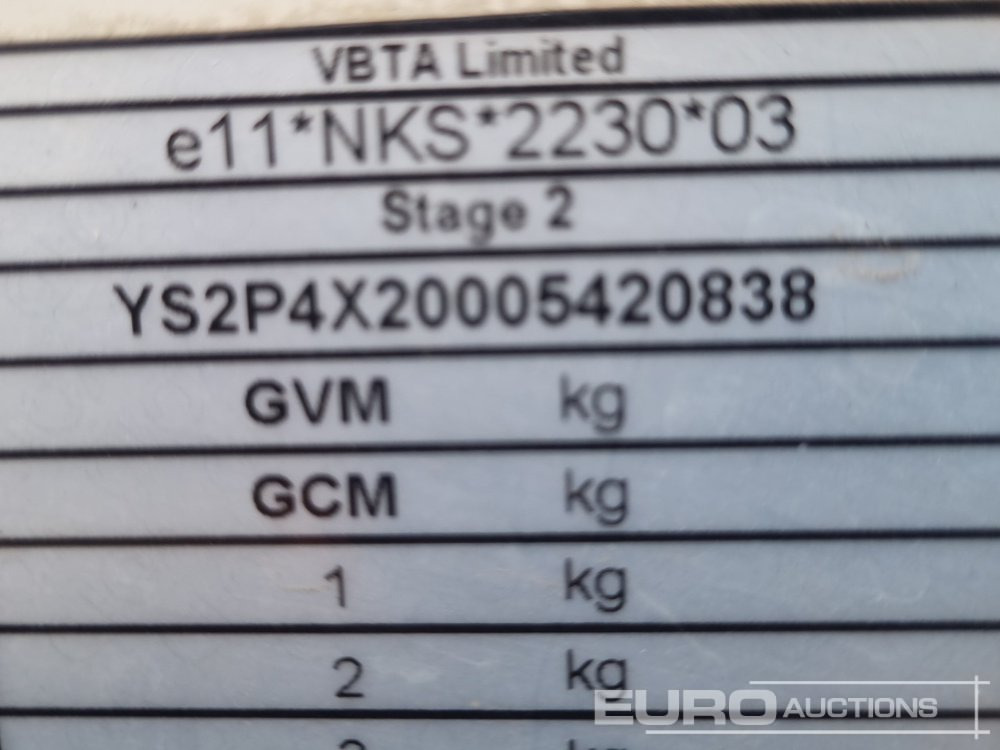 VBTA Limited
e11*NKS*2230*03
Stage 2
YS2P4X20005420838
GVM kg
GCM kg
1 kg
2 kg
EURO AUCTIONS